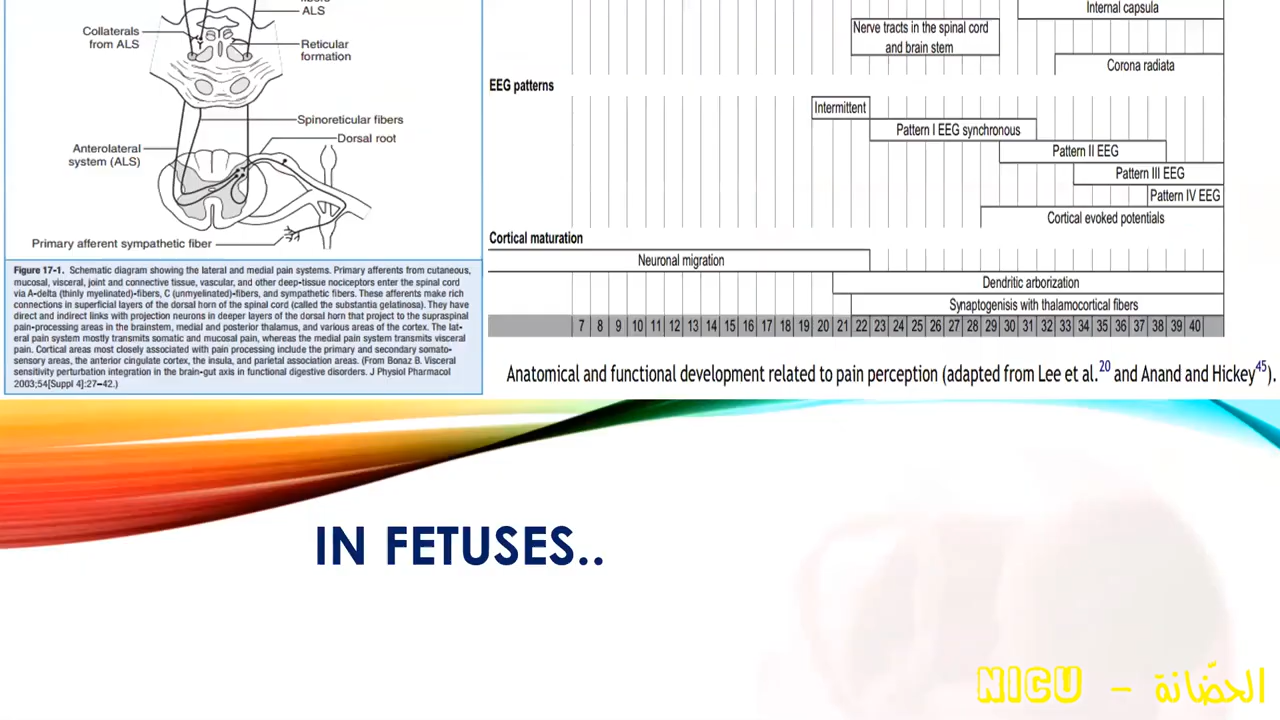 ALS
Collaterals
from ALS
Reticular
formation
Spinoreticular fibers
Dorsal root
Anterolateral
system (ALS)
Primary afferent sympathetic fiber
Figure 17-1. Schematic diagram showing the lateral and medial pain systems. Primary afferents from cutaneous,
mucosal, visceral, joint and connective tissue, vascular, and other deep-tissue nociceptors enter the spinal cord
via A-delta (thinly myelinated)-fibers, C (unmyelinated)-fibers, and sympathetic fibers. These afferents make rich
connections in superficial layers of the dorsal horn of the spinal cord (called the substantia gelatinosa). They have
direct and indirect links with projection neurons in deeper layers of the dorsal horn that project to the supraspinal
pain-processing areas in the brainstem, medial and posterior thalamus, and various areas of the cortex. The lat-
eral pain system mostly transmits somatic and mucosal pain, whereas the medial pain system transmits visceral
pain. Cortical areas most closely associated with pain processing include the primary and secondary somato-
sensory areas, the anterior cingulate cortex, the insula, and parietal association areas. (From Bonaz B. Visceral
sensitivity perturbation integration in the brain-gut axis in functional digestive disorders. J Physiol Pharmacol
2003;54[Suppl 4]:27–42.)
Internal capsula
Nerve tracts in the spinal cord
and brain stem
Corona radiata
EEG patterns
Intermittent
Pattern I EEG synchronous
Pattern II EEG
Pattern III EEG
Pattern IV EEG
Cortical evoked potentials
Cortical maturation
Neuronal migration
Dendritic arborization
Synaptogenisis with thalamocortical fibers
7 8 9 10 11 12 13 14 15 16 17 18 19 20 21 22 23 24 25 26 27 28 29 30 31 32 33 34 35 36 37 38 39 40
Anatomical and functional development related to pain perception (adapted from Lee et al.20 and Anand and Hickey45).
IN FETUSES..
NICU - الحضّانة